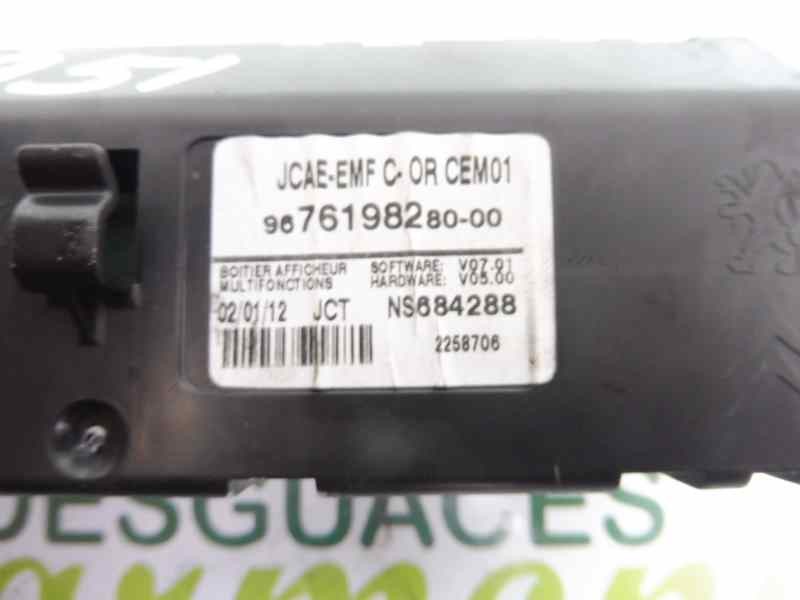 JCAE-EMF C- OR CEM01
9676198280-00
BOITIER AFFICHEUR SOFTWARE: V07.01
MULTIFONCTIONS HARDWARE: V05.00
02/01/12 JCT NS684288
2258706
DESGUACES